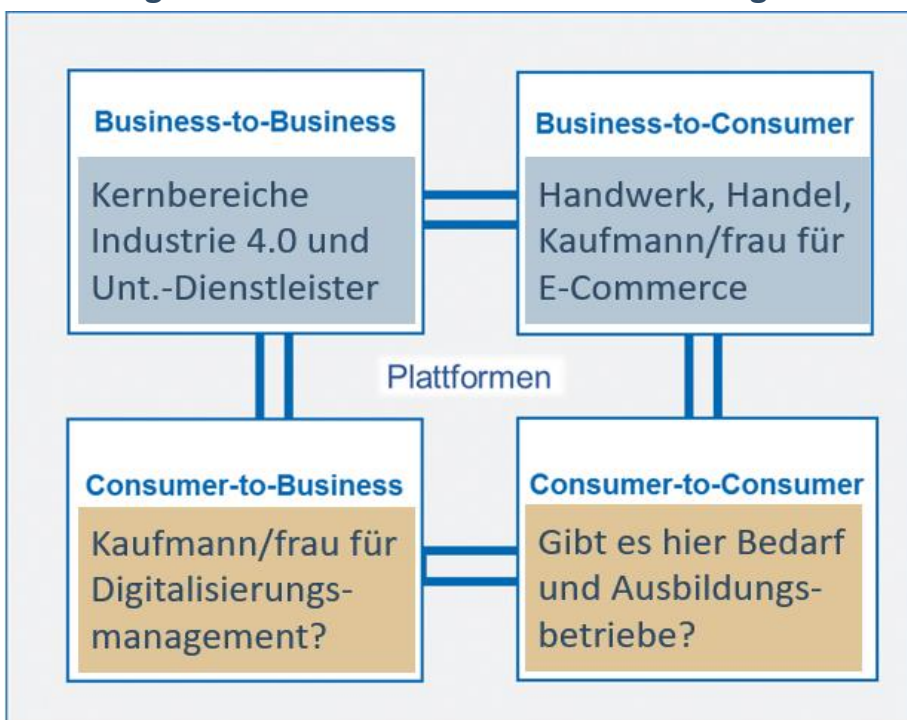 Business-to-Business
Kernbereiche
Industrie 4.0 und
Unt.-Dienstleister
Business-to-Consumer
Handwerk, Handel,
Kaufmann/frau für
E-Commerce
Plattformen
Consumer-to-Business
Kaufmann/frau für
Digitalisierungs-
management?
Consumer-to-Consumer
Gibt es hier Bedarf
und Ausbildungs-
betriebe?